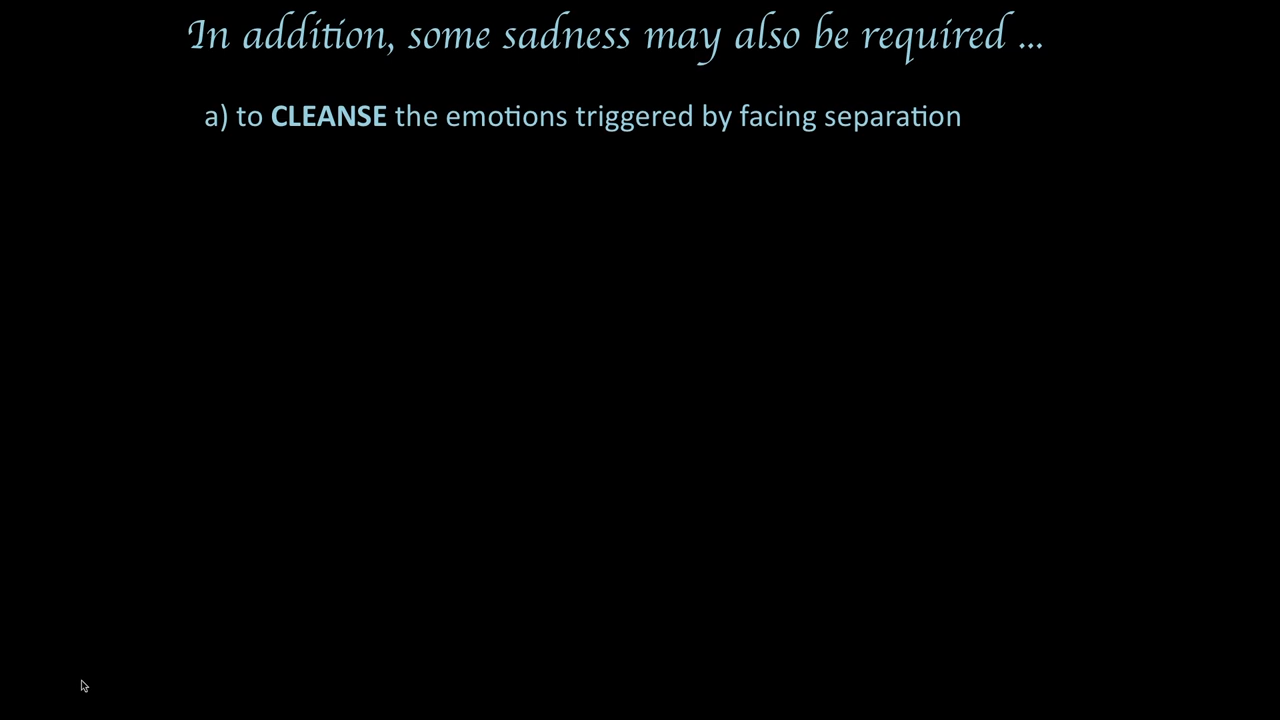 In addition, some sadness may also be required ...
a) to CLEANSE the emotions triggered by facing separation